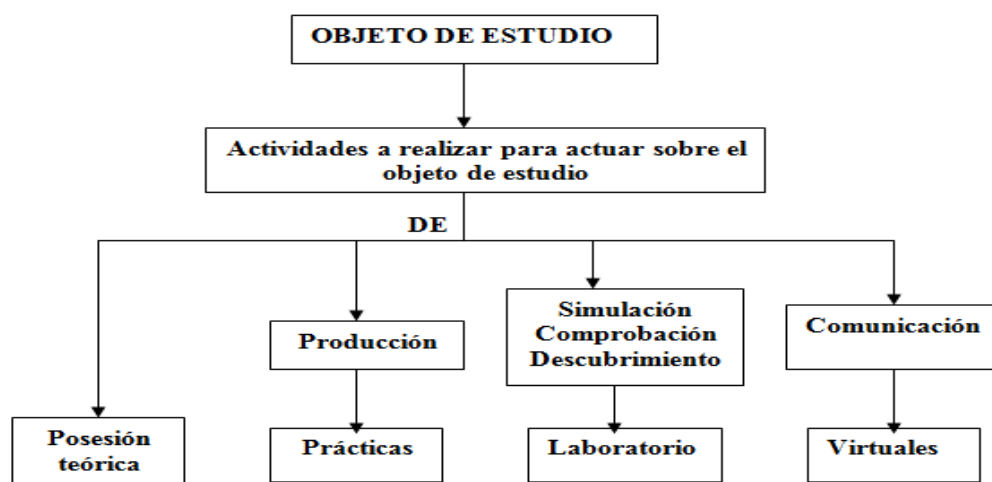 OBJETO DE ESTUDIO
Actividades a realizar para actuar sobre el
objeto de estudio
DE
Producción
Simulación
Comprobación
Descubrimiento
Comunicación
Posesión
teórica
Prácticas
Laboratorio
Virtuales